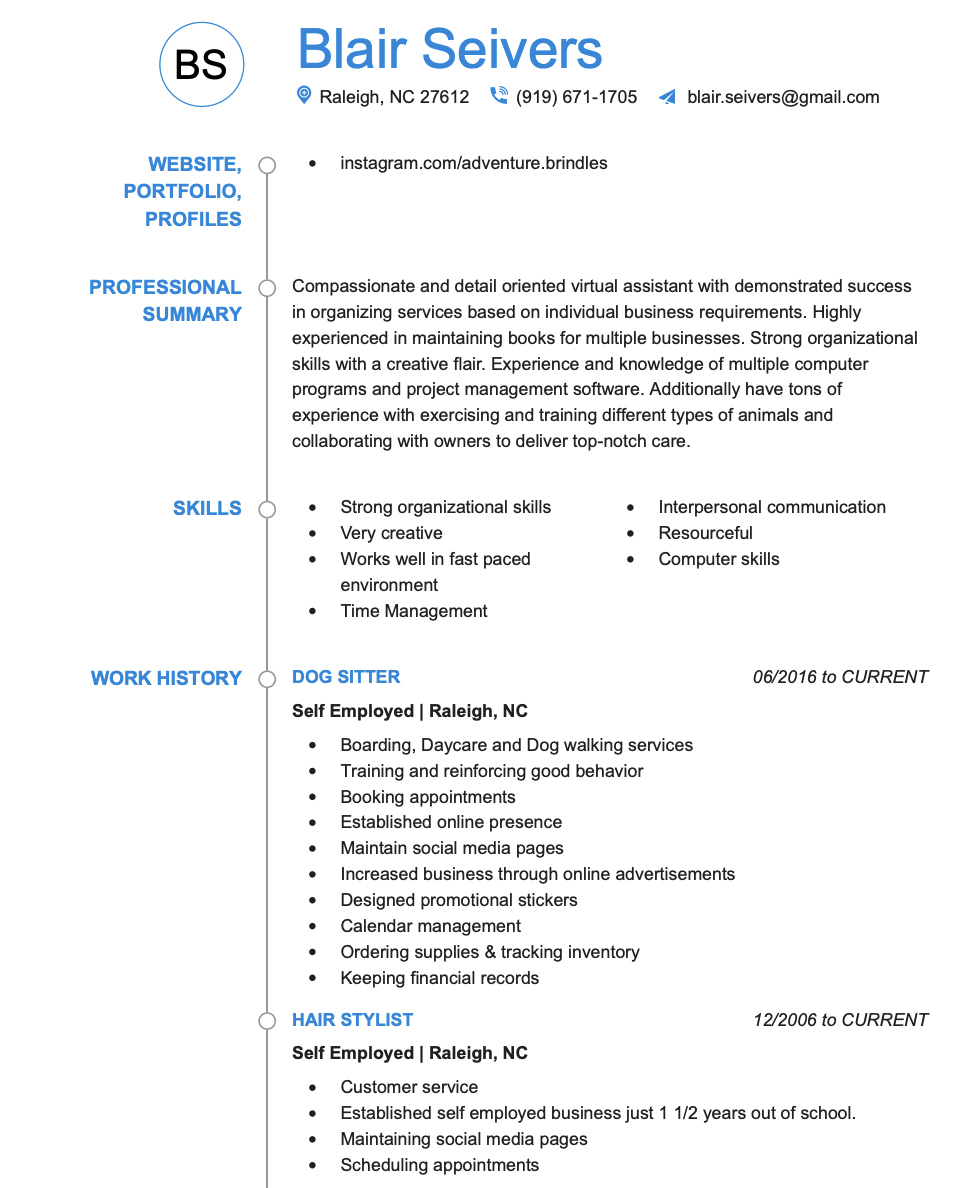 BS
Blair Seivers
Raleigh, NC 27612 (919) 671-1705 blair.seivers@gmail.com
WEBSITE,
PORTFOLIO,
PROFILES
• instagram.com/adventure.brindles
PROFESSIONAL
SUMMARY
Compassionate and detail oriented virtual assistant with demonstrated success
in organizing services based on individual business requirements. Highly
experienced in maintaining books for multiple businesses. Strong organizational
skills with a creative flair. Experience and knowledge of multiple computer
programs and project management software. Additionally have tons of
experience with exercising and training different types of animals and
collaborating with owners to deliver top-notch care.
SKILLS
• Strong organizational skills
• Very creative
• Works well in fast paced
environment
• Time Management
• Interpersonal communication
• Resourceful
• Computer skills
WORK HISTORY
DOG SITTER 06/2016 to CURRENT
Self Employed | Raleigh, NC
• Boarding, Daycare and Dog walking services
• Training and reinforcing good behavior
• Booking appointments
• Established online presence
• Maintain social media pages
• Increased business through online advertisements
• Designed promotional stickers
• Calendar management
• Ordering supplies & tracking inventory
• Keeping financial records
HAIR STYLIST 12/2006 to CURRENT
Self Employed | Raleigh, NC
• Customer service
• Established self employed business just 1 1/2 years out of school.
• Maintaining social media pages
• Scheduling appointments